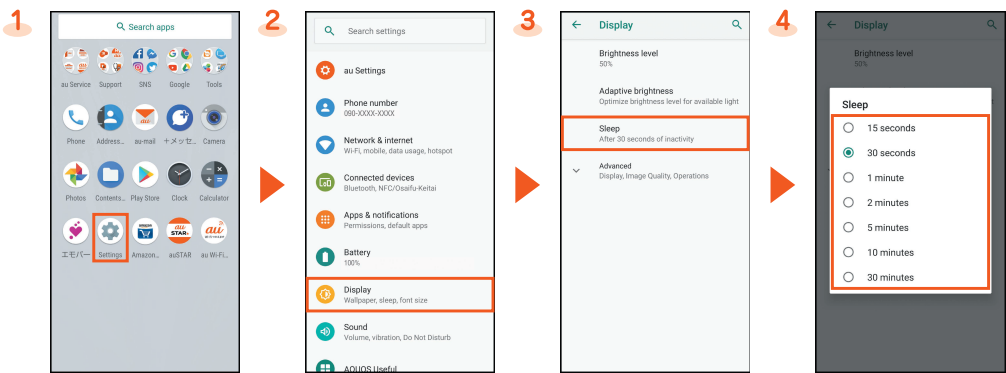 1
Search apps
au Service Support SNS Google Tools
Phone Address... au-mail +メッセ... Camera
Photos Contents... Play Store Clock Calculator
エモパー Settings Amazon... auSTAR au Wi-Fi...
2
Search settings
au Settings
Phone number
090-XXXX-XXXX
Network & internet
Wi-Fi, mobile, data usage, hotspot
Connected devices
Bluetooth, NFC/Osaifu-Keitai
Apps & notifications
Permissions, default apps
Battery
100%
Display
Wallpaper, sleep, font size
Sound
Volume, vibration, Do Not Disturb
AQUOS Useful
3
Display
Brightness level
50%
Adaptive brightness
Optimize brightness level for available light
Sleep
After 30 seconds of inactivity
Advanced
Display, Image Quality, Operations
4
Display
Brightness level
50%
Sleep
15 seconds
30 seconds
1 minute
2 minutes
5 minutes
10 minutes
30 minutes